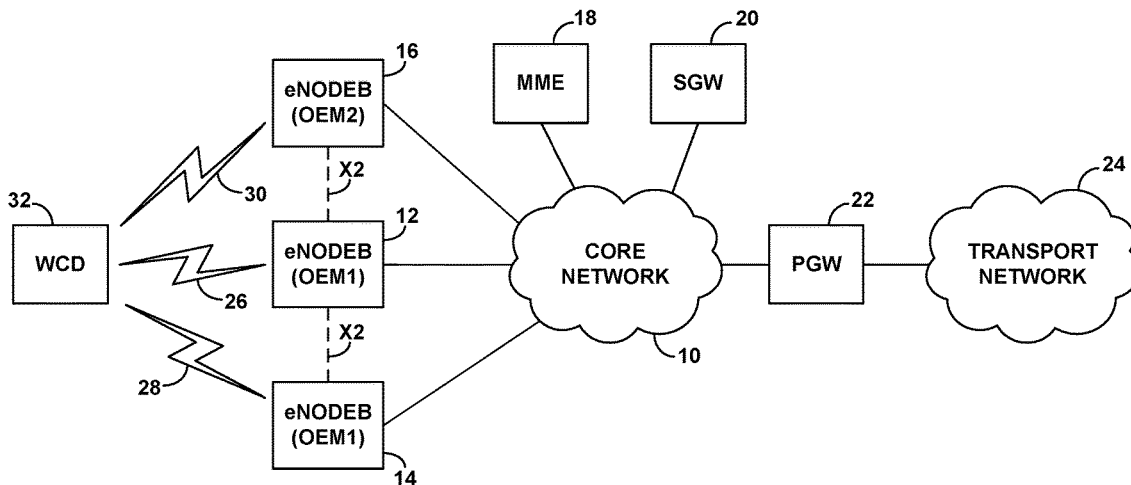 18
20
16
MME
SGW
eNODEB
(OEM2)
X2
30
24
32
12
22
WCD
eNODEB
(OEM1)
CORE
NETWORK
PGW
TRANSPORT
NETWORK
26
X2
10
28
eNODEB
(OEM1)
14